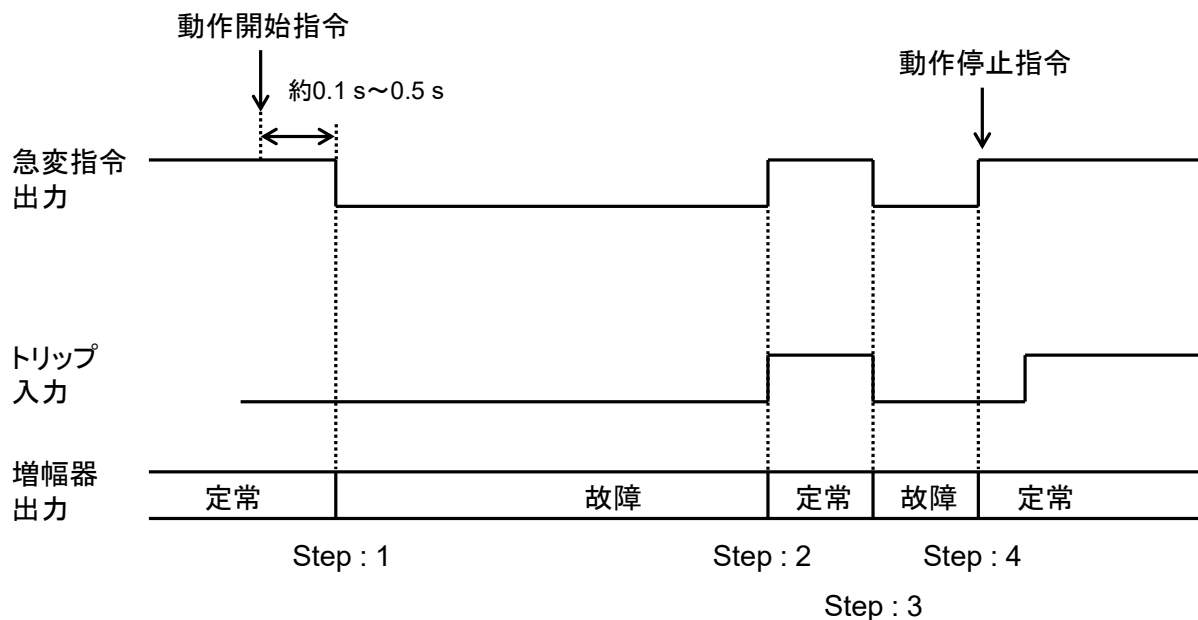 動作開始指令
動作停止指令
約0.1 s～0.5 s
急変指令
出力
トリップ
入力
増幅器
出力
定常
故障
定常
故障
定常
Step : 1
Step : 2
Step : 4
Step : 3